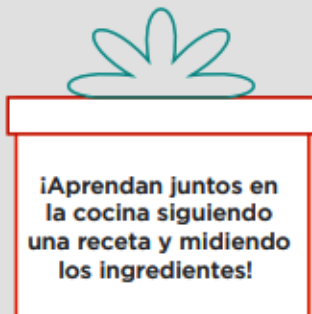 ¡Aprendan juntos en
la cocina siguiendo
una receta y midiendo
los ingredientes!